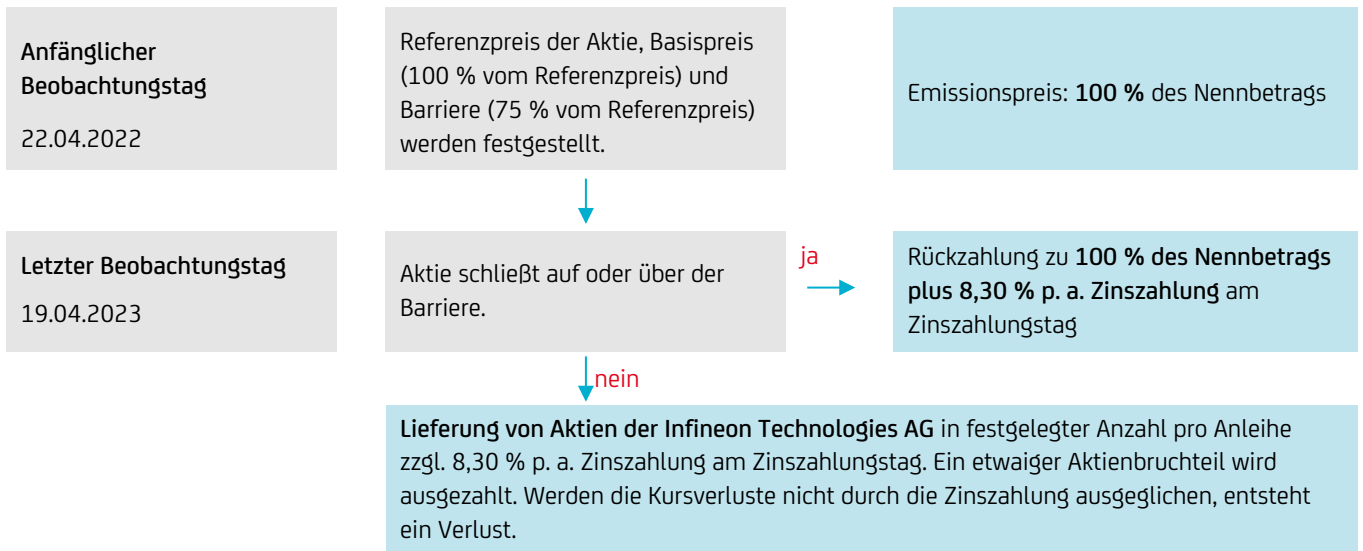 Anfänglicher
Beobachtungstag
22.04.2022
Referenzpreis der Aktie, Basispreis
(100 % vom Referenzpreis) und
Barriere (75 % vom Referenzpreis)
werden festgestellt.
Emissionspreis: 100 % des Nennbetrags
Letzter Beobachtungstag
19.04.2023
Aktie schließt auf oder über der
Barriere.
ja
Rückzahlung zu 100 % des Nennbetrags
plus 8,30 % p. a. Zinszahlung am
Zinszahlungstag
nein
Lieferung von Aktien der Infineon Technologies AG in festgelegter Anzahl pro Anleihe
zzgl. 8,30 % p. a. Zinszahlung am Zinszahlungstag. Ein etwaiger Aktienbruchteil wird
ausgezahlt. Werden die Kursverluste nicht durch die Zinszahlung ausgeglichen, entsteht
ein Verlust.